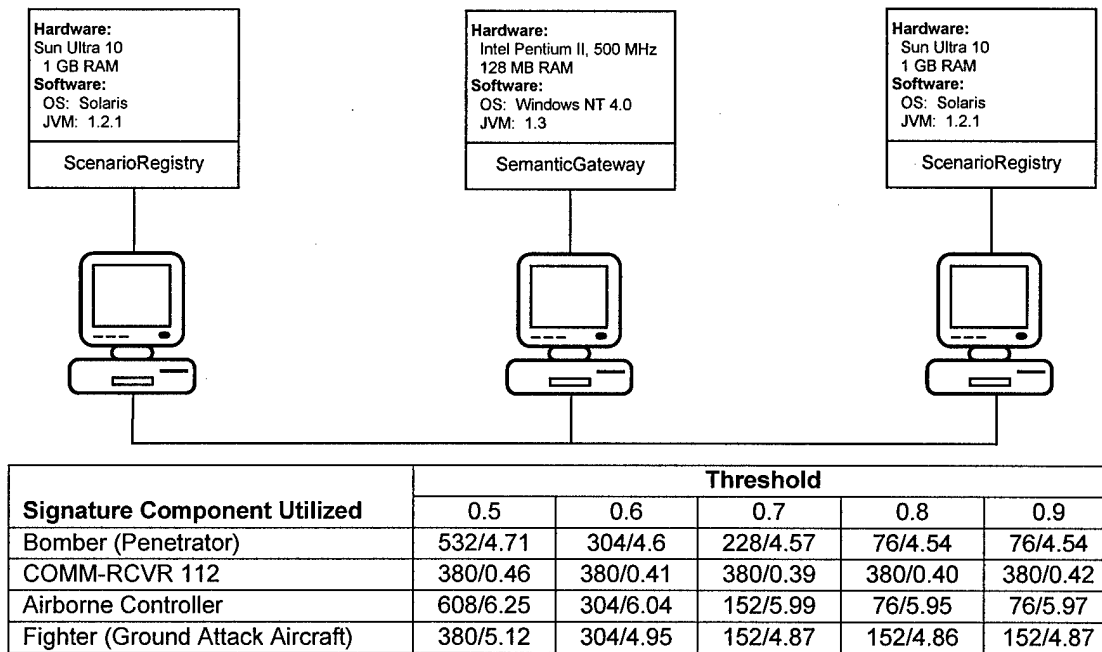 Hardware:
Sun Ultra 10
1 GB RAM
Software:
OS: Solaris
JVM: 1.2.1
ScenarioRegistry
Hardware:
Intel Pentium II, 500 MHz
128 MB RAM
Software:
OS: Windows NT 4.0
JVM: 1.3
SemanticGateway
Hardware:
Sun Ultra 10
1 GB RAM
Software:
OS: Solaris
JVM: 1.2.1
ScenarioRegistry
Threshold
Signature Component Utilized 0.5 0.6 0.7 0.8 0.9
Bomber (Penetrator) 532/4.71 304/4.6 228/4.57 76/4.54 76/4.54
COMM-RCVR 112 380/0.46 380/0.41 380/0.39 380/0.40 380/0.42
Airborne Controller 608/6.25 304/6.04 152/5.99 76/5.95 76/5.97
Fighter (Ground Attack Aircraft) 380/5.12 304/4.95 152/4.87 152/4.86 152/4.87